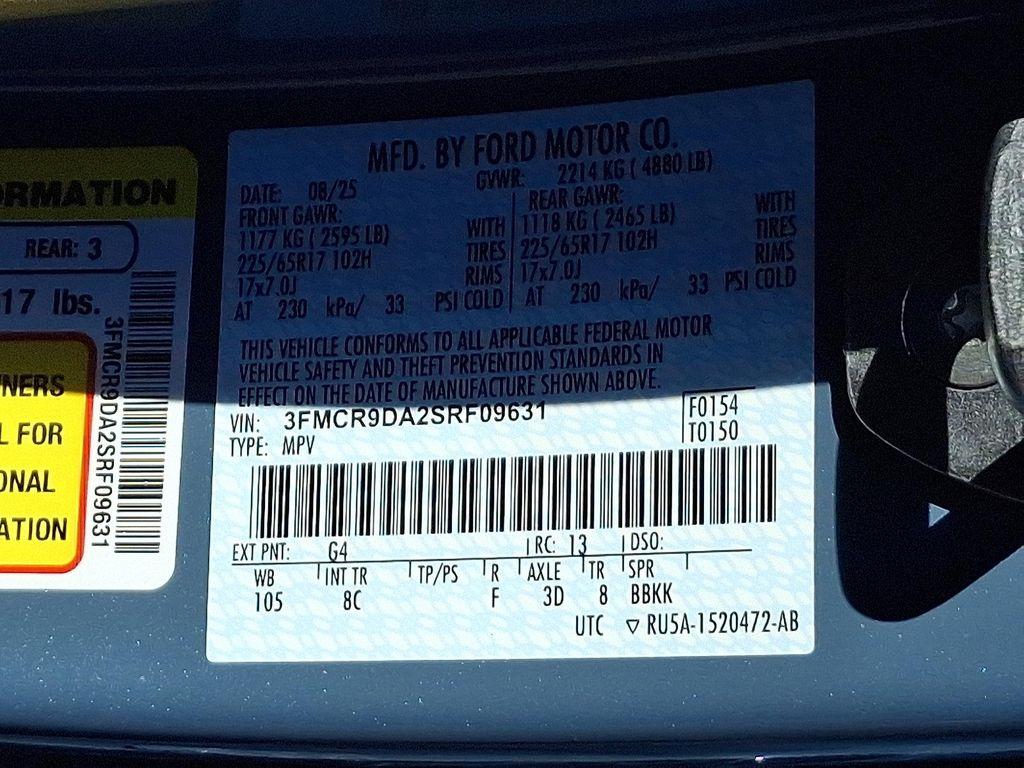 RMATION
REAR: 3
17 lbs.
NERS
L FOR
ONAL
ATION
3FMCR9DA2SRF09631
MFD. BY FORD MOTOR CO.
DATE: 08/25 GVWR: 2214 KG ( 4880 LB)
FRONT GAWR: REAR GAWR:
1177 KG ( 2595 LB) WITH 1118 KG ( 2465 LB) WITH
225/65R17 102H TIRES 225/65R17 102H TIRES
17x7.0J RIMS 17x7.0J RIMS
AT 230 kPa/ 33 PSI COLD AT 230 kPa/ 33 PSI COLD
THIS VEHICLE CONFORMS TO ALL APPLICABLE FEDERAL MOTOR
VEHICLE SAFETY AND THEFT PREVENTION STANDARDS IN
EFFECT ON THE DATE OF MANUFACTURE SHOWN ABOVE.
VIN: 3FMCR9DA2SRF09631 F0154
TYPE: MPV T0150
EXT PNT: G4 RC: 13 DSO:
WB INT TR TP/PS R AXLE TR SPR
105 8C F 3D 8 BBKK
UTC ▽ RU5A-1520472-AB